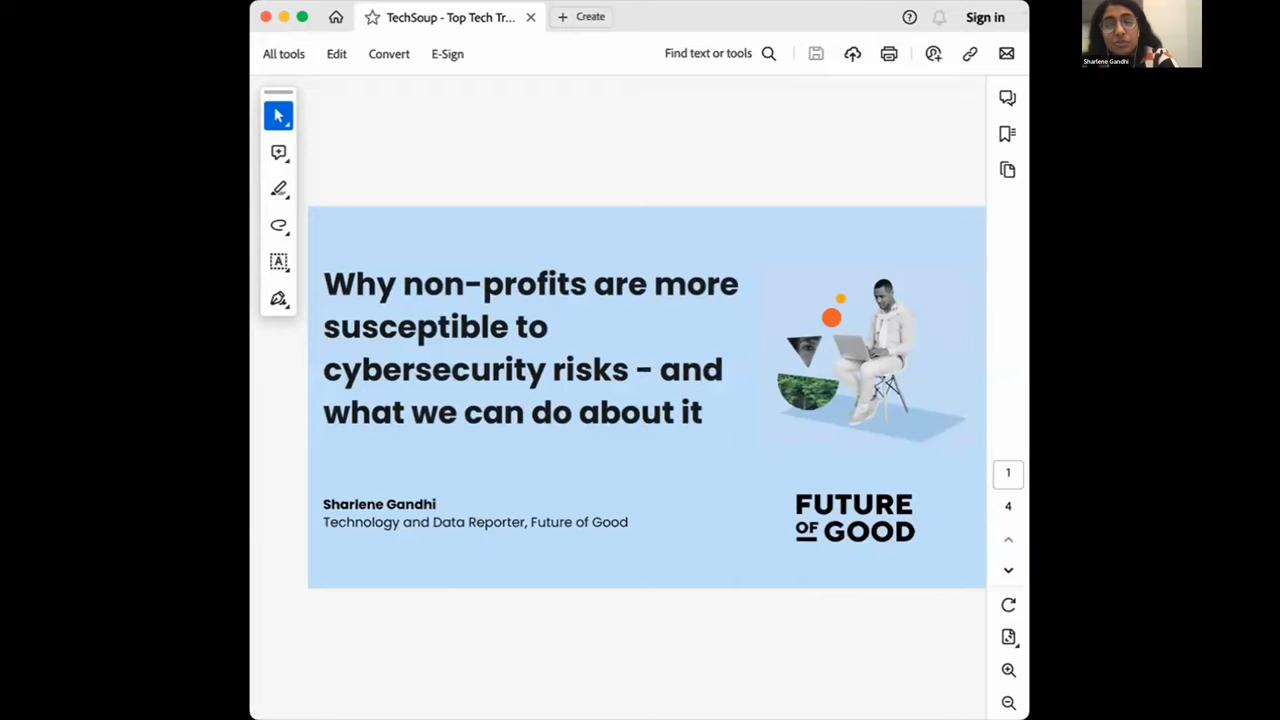 TechSoup - Top Tech Tr...
Create
Sign in
All tools
Edit
Convert
E-Sign
Find text or tools
Sharlene Gandhi
Why non-profits are more
susceptible to
cybersecurity risks - and
what we can do about it
Sharlene Gandhi
Technology and Data Reporter, Future of Good
FUTURE
OF GOOD
1
4